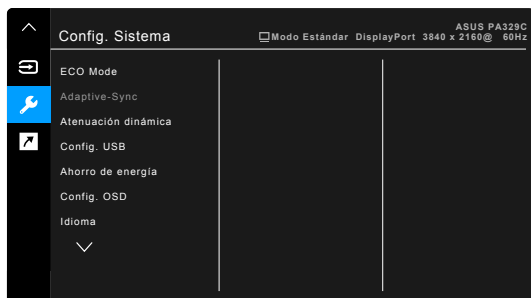 ASUS PA329C
Config. Sistema
Modo Estándar DisplayPort 3840 x 2160@ 60Hz
ECO Mode
Adaptive-Sync
Atenuación dinámica
Config. USB
Ahorro de energía
Config. OSD
Idioma